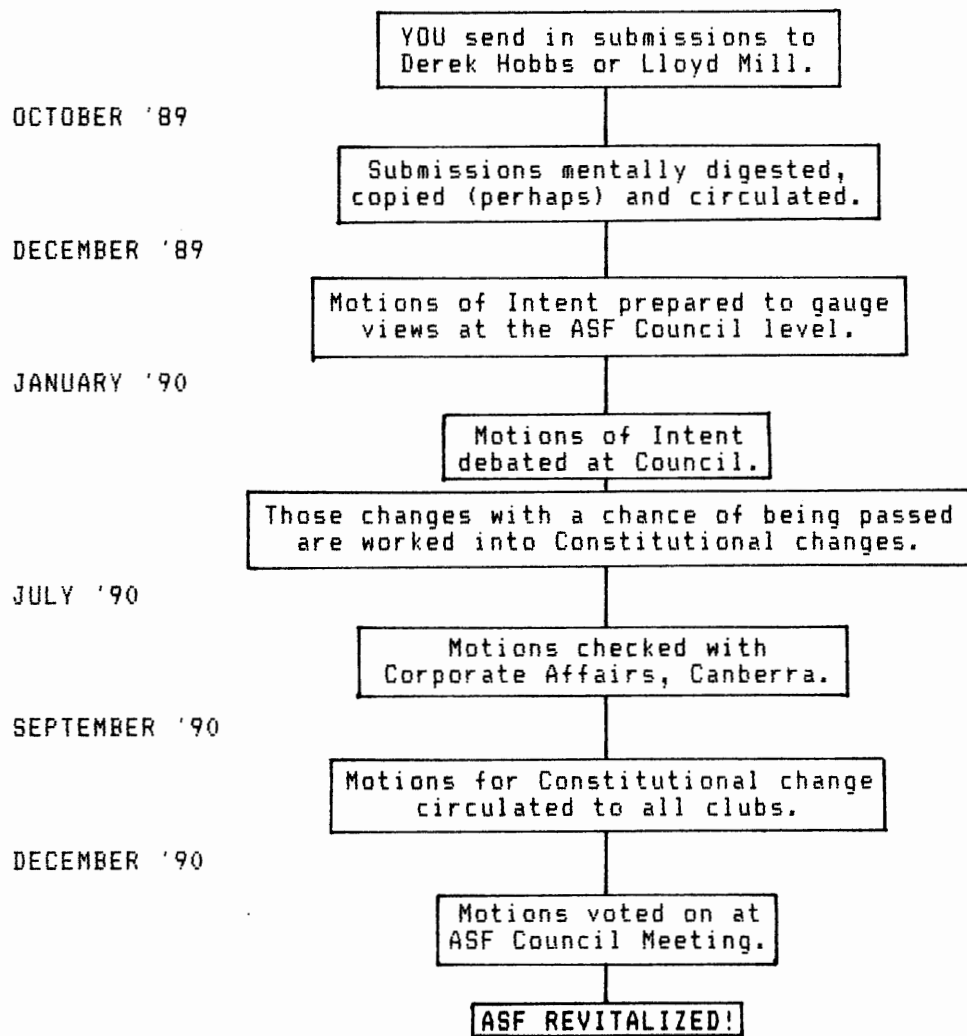 YOU send in submissions to
Derek Hobbs or Lloyd Mill.
OCTOBER '89
Submissions mentally digested,
copied (perhaps) and circulated.
DECEMBER '89
Motions of Intent prepared to gauge
views at the ASF Council level.
JANUARY '90
Motions of Intent
debated at Council.
Those changes with a chance of being passed
are worked into Constitutional changes.
JULY '90
Motions checked with
Corporate Affairs, Canberra.
SEPTEMBER '90
Motions for Constitutional change
circulated to all clubs.
DECEMBER '90
Motions voted on at
ASF Council Meeting.
ASF REVITALIZED!